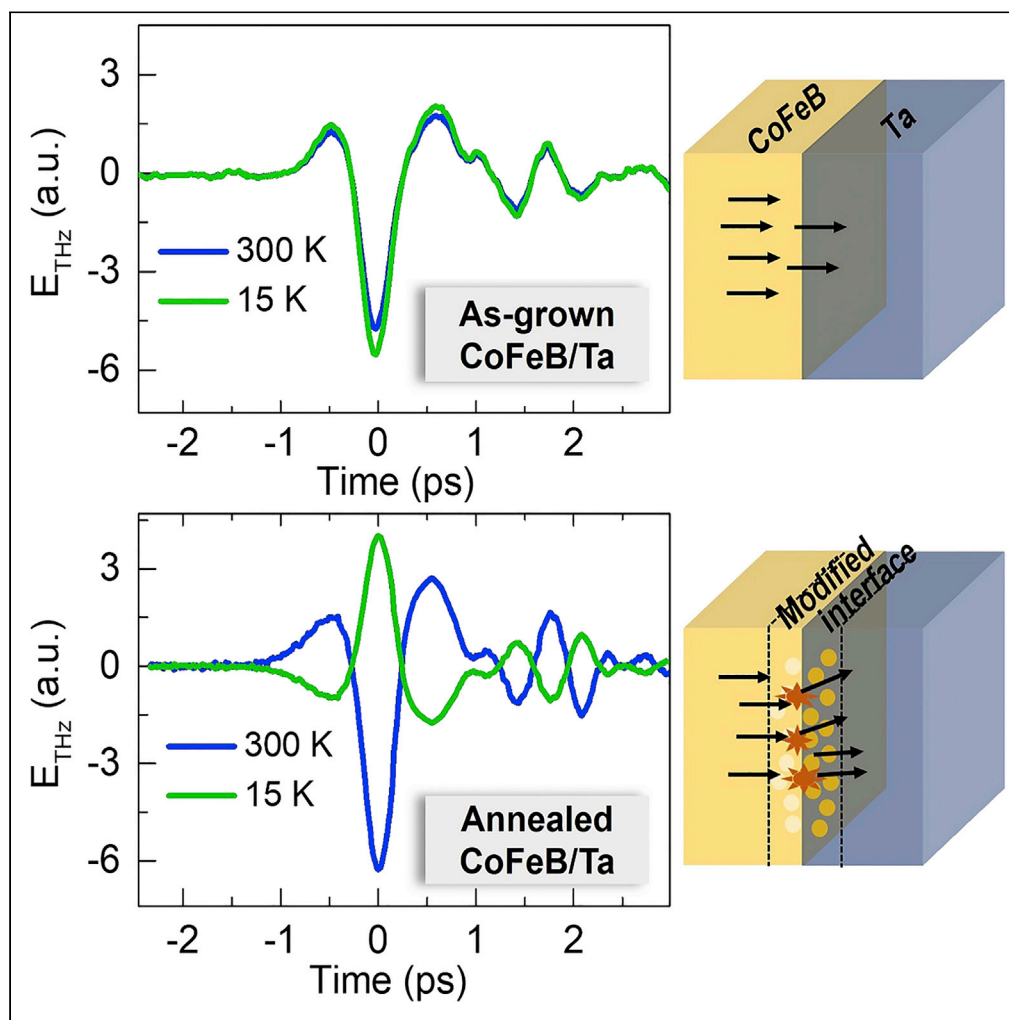 3
0
-3
-6
E_THz (a.u.)
300 K
15 K
As-grown
CoFeB/Ta
-2 -1 0 1 2
Time (ps)
CoFeB
Ta
3
0
-3
-6
E_THz (a.u.)
300 K
15 K
Annealed
CoFeB/Ta
-2 -1 0 1 2
Time (ps)
Modified
interface